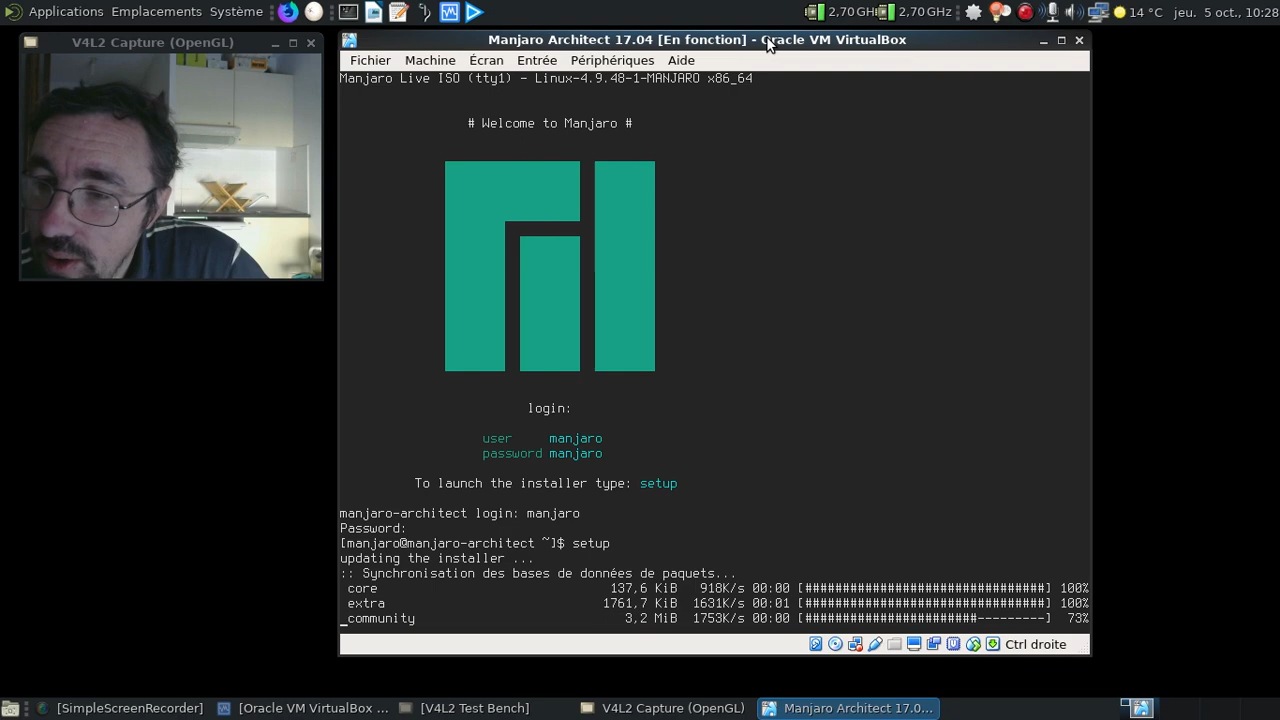 Applications Emplacements Système 2,70 GHz 2,70 GHz 14 °C jeu. 5 oct., 10:28
V4L2 Capture (OpenGL)
Manjaro Architect 17.04 [En fonction] - Oracle VM VirtualBox
Fichier Machine Écran Entrée Périphériques Aide
Manjaro Live ISO (tty1) - Linux-4.9.48-1-MANJARO x86_64
# Welcome to Manjaro #
login:
user manjaro
password manjaro
To launch the installer type: setup
manjaro-architect login: manjaro
Password:
[manjaro@manjaro-architect ~]$ setup
updating the installer ...
:: Synchronisation des bases de données de paquets...
core 137,6 KiB 918K/s 00:00 [################################] 100%
extra 1761,7 KiB 1631K/s 00:01 [################################] 100%
_community 3,2 MiB 1753K/s 00:00 [#######################---------] 73%
Ctrl droite
[SimpleScreenRecorder] [Oracle VM VirtualBox ... [V4L2 Test Bench] V4L2 Capture (OpenGL) Manjaro Architect 17.0...